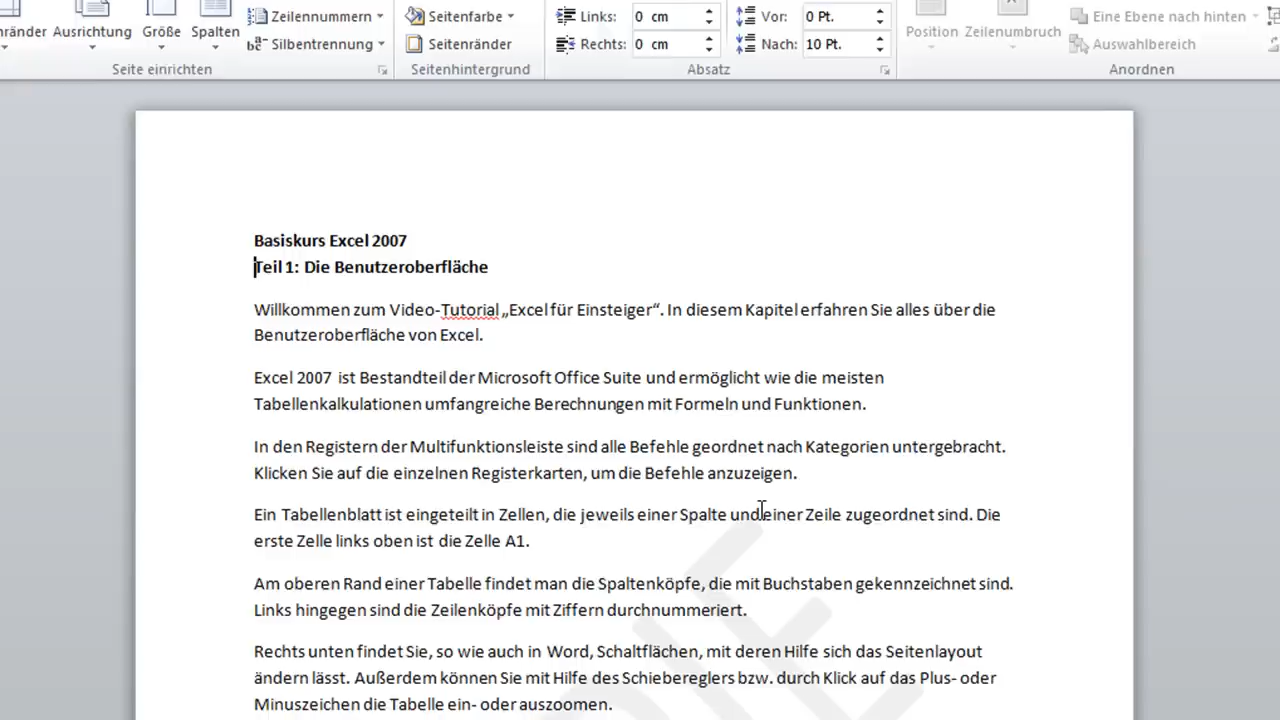 nränder Ausrichtung Größe Spalten
Zeilennummern
Silbentrennung
Seite einrichten
Seitenfarbe
Seitenränder
Seitenhintergrund
Links: 0 cm
Rechts: 0 cm
Vor: 0 Pt.
Nach: 10 Pt.
Absatz
Position Zeilenumbruch
Eine Ebene nach hinten
Auswahlbereich
Anordnen
Basiskurs Excel 2007
Teil 1: Die Benutzeroberfläche
Willkommen zum Video-Tutorial „Excel für Einsteiger“. In diesem Kapitel erfahren Sie alles über die
Benutzeroberfläche von Excel.
Excel 2007 ist Bestandteil der Microsoft Office Suite und ermöglicht wie die meisten
Tabellenkalkulationen umfangreiche Berechnungen mit Formeln und Funktionen.
In den Registern der Multifunktionsleiste sind alle Befehle geordnet nach Kategorien untergebracht.
Klicken Sie auf die einzelnen Registerkarten, um die Befehle anzuzeigen.
Ein Tabellenblatt ist eingeteilt in Zellen, die jeweils einer Spalte und einer Zeile zugeordnet sind. Die
erste Zelle links oben ist die Zelle A1.
Am oberen Rand einer Tabelle findet man die Spaltenköpfe, die mit Buchstaben gekennzeichnet sind.
Links hingegen sind die Zeilenköpfe mit Ziffern durchnummeriert.
Rechts unten findet Sie, so wie auch in Word, Schaltflächen, mit deren Hilfe sich das Seitenlayout
ändern lässt. Außerdem können Sie mit Hilfe des Schiebereglers bzw. durch Klick auf das Plus- oder
Minuszeichen die Tabelle ein- oder auszoomen.